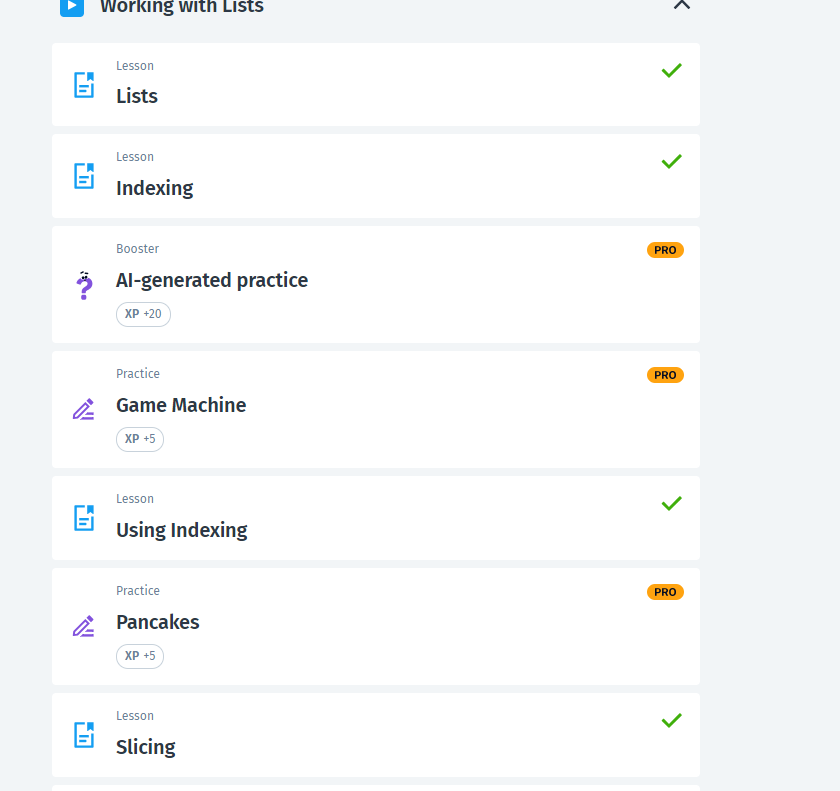 Working with Lists
Lesson
Lists
Lesson
Indexing
Booster
PRO
AI-generated practice
XP +20
Practice
PRO
Game Machine
XP +5
Lesson
Using Indexing
Practice
PRO
Pancakes
XP +5
Lesson
Slicing